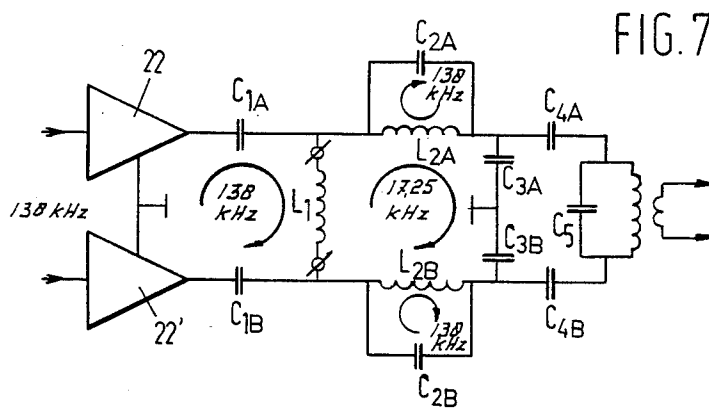 FIG. 7
22
C1A
C2A
138
kHz
L2A
C4A
C3A
138 kHz
138
kHz
L1
17,25
kHz
C5
C3B
L2B
22'
C1B
138
kHz
C4B
C2B